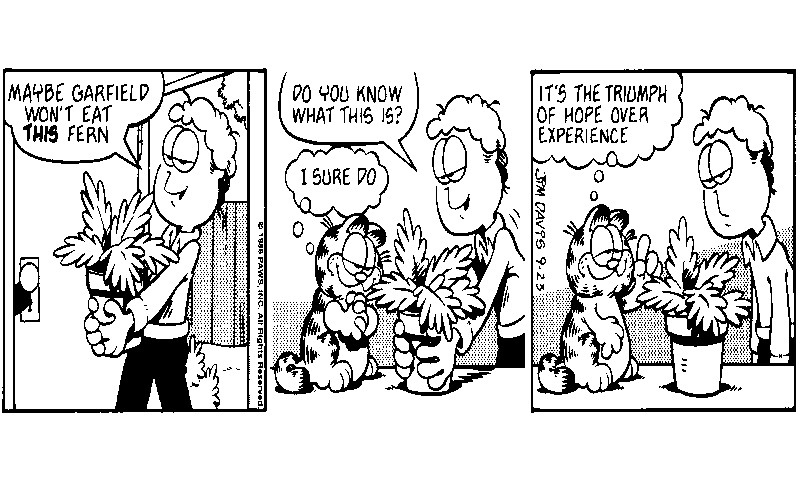 MAYBE GARFIELD
WON'T EAT
THIS FERN
© 1986 PAWS, INC. All Rights Reserved.
DO YOU KNOW
WHAT THIS IS?
I SURE DO
IT'S THE TRIUMPH
OF HOPE OVER
EXPERIENCE
JIM DAVIS 9-23